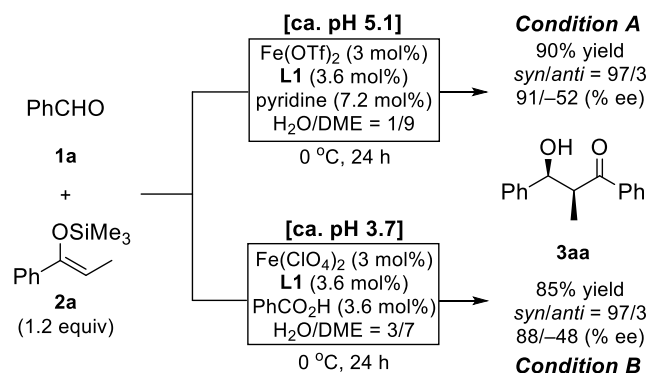 PhCHO
1a
+
OSiMe3
Ph
2a
(1.2 equiv)
[ca. pH 5.1]
Fe(OTf)2 (3 mol%)
L1 (3.6 mol%)
pyridine (7.2 mol%)
H2O/DME = 1/9
0 °C, 24 h
[ca. pH 3.7]
Fe(ClO4)2 (3 mol%)
L1 (3.6 mol%)
PhCO2H (3.6 mol%)
H2O/DME = 3/7
0 °C, 24 h
Condition A
90% yield
syn/anti = 97/3
91/–52 (% ee)
OH O
Ph Ph
3aa
85% yield
syn/anti = 97/3
88/–48 (% ee)
Condition B